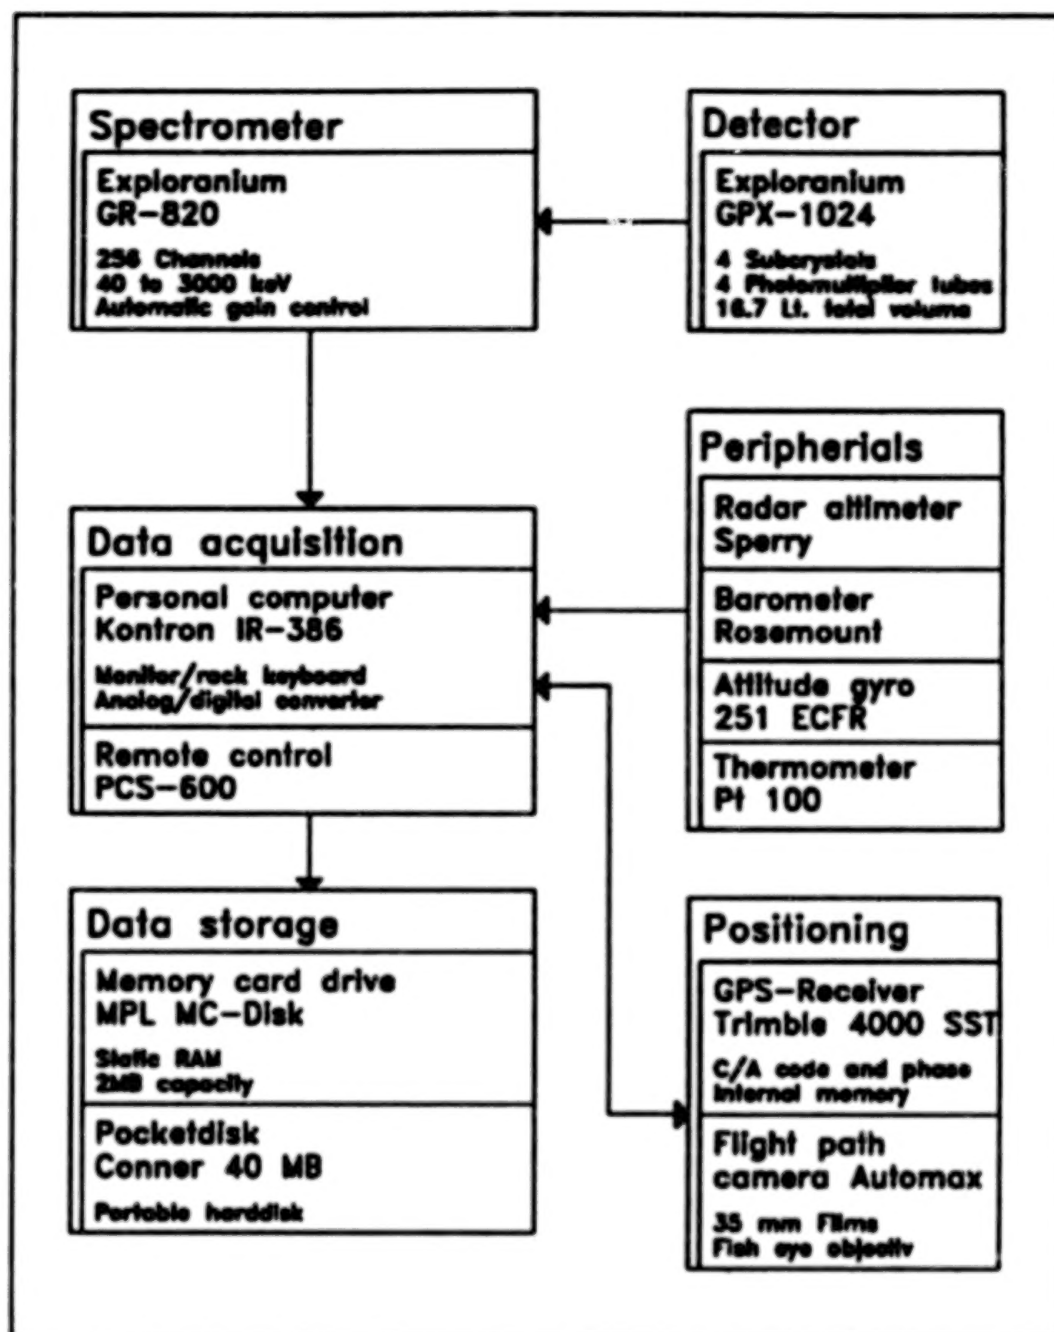 Spectrometer
Exploranium
GR-820
256 Channels
40 to 3000 keV
Automatic gain control
Detector
Exploranium
GPX-1024
4 Subcrystals
4 Photomultiplier tubes
16.7 Lt. total volume
Peripherials
Radar altimeter
Sperry
Barometer
Rosemount
Attitude gyro
251 ECFR
Thermometer
Pt 100
Data acquisition
Personal computer
Kontron IR-386
Monitor/rack keyboard
Analog/digital converter
Remote control
PCS-600
Data storage
Memory card drive
MPL MC-Disk
Static RAM
2MB capacity
Pocketdisk
Conner 40 MB
Portable harddisk
Positioning
GPS-Receiver
Trimble 4000 SST
C/A code and phase
Internal memory
Flight path
camera Automax
35 mm Films
Fish eye objectiv